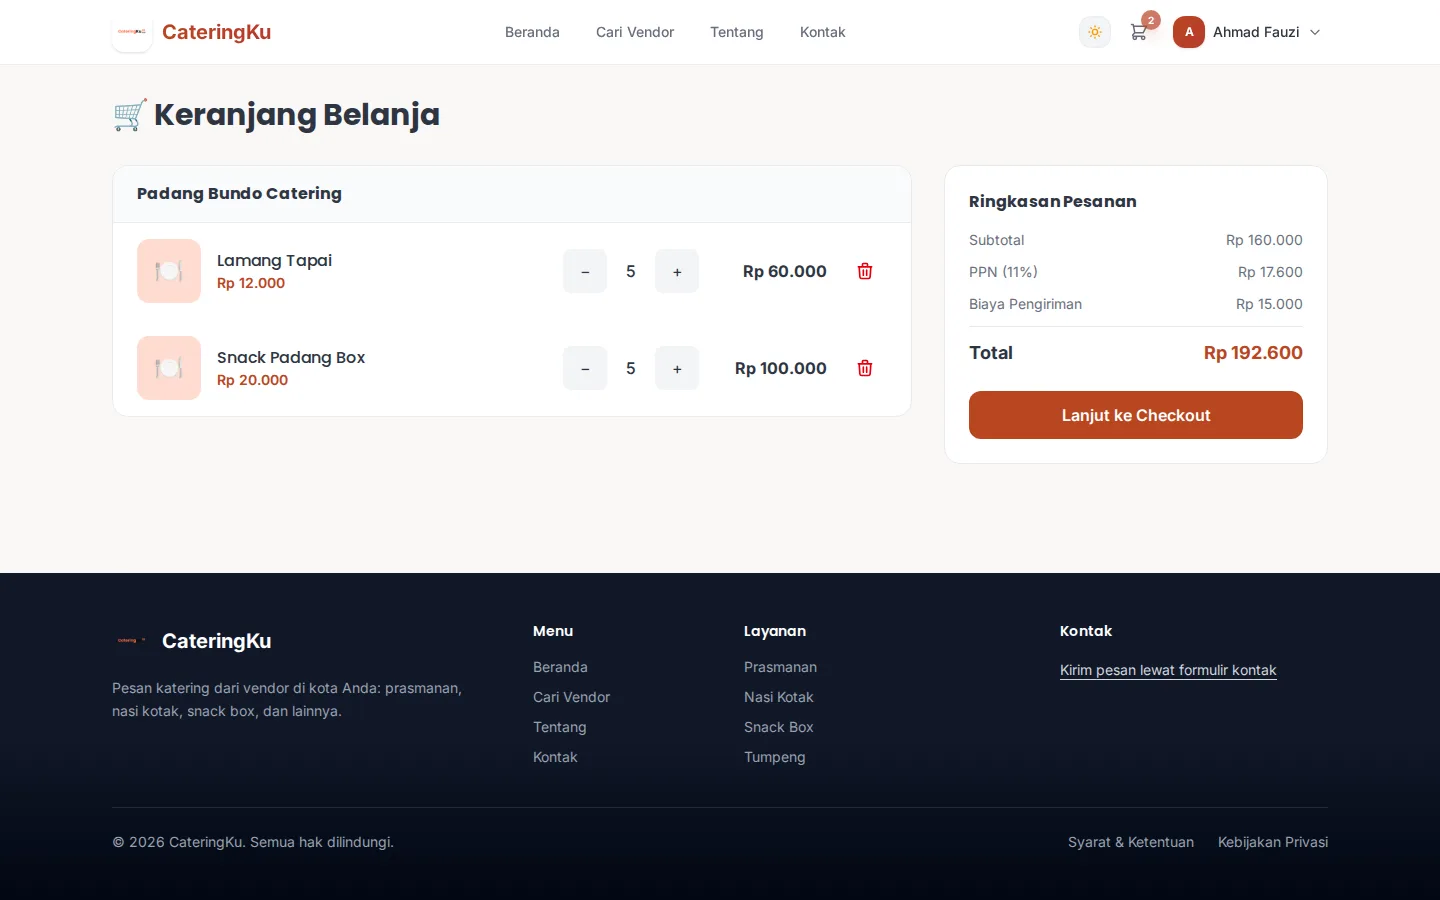 CateringKu
Beranda
Cari Vendor
Tentang
Kontak
2
A
Ahmad Fauzi
Keranjang Belanja
Padang Bundo Catering
Lamang Tapai
Rp 12.000
−
5
+
Rp 60.000
Snack Padang Box
Rp 20.000
−
5
+
Rp 100.000
Ringkasan Pesanan
Subtotal
Rp 160.000
PPN (11%)
Rp 17.600
Biaya Pengiriman
Rp 15.000
Total
Rp 192.600
Lanjut ke Checkout
CateringKu
Pesan katering dari vendor di kota Anda: prasmanan,
nasi kotak, snack box, dan lainnya.
Menu
Beranda
Cari Vendor
Tentang
Kontak
Layanan
Prasmanan
Nasi Kotak
Snack Box
Tumpeng
Kontak
Kirim pesan lewat formulir kontak
© 2026 CateringKu. Semua hak dilindungi.
Syarat & Ketentuan
Kebijakan Privasi